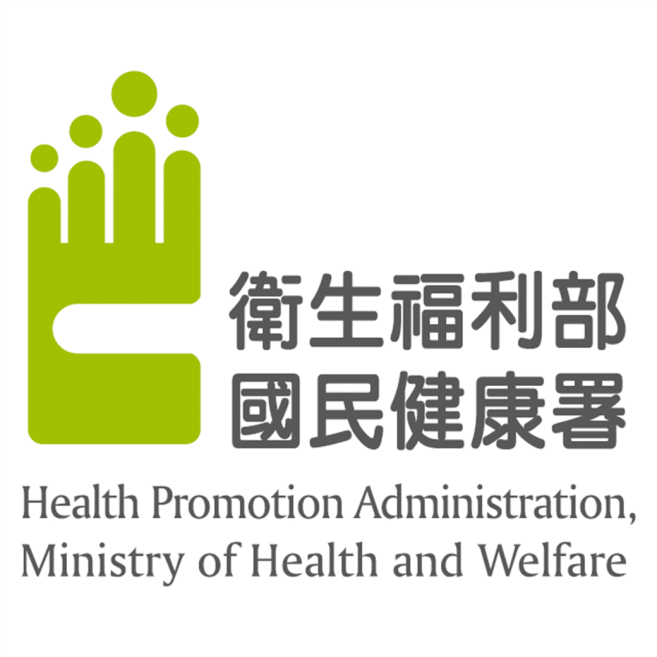 衛生福利部
國民健康署
Health Promotion Administration,
Ministry of Health and Welfare